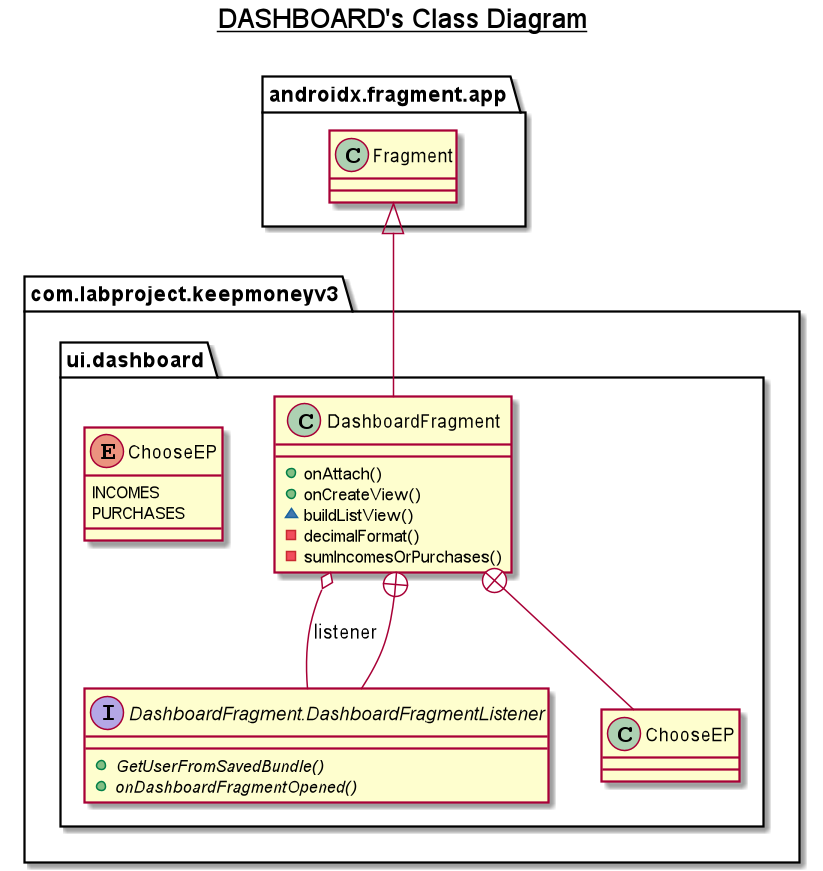 DASHBOARD's Class Diagram
androidx.fragment.app
C Fragment
com.labproject.keepmoneyv3
ui.dashboard
C DashboardFragment
onAttach()
onCreateView()
buildListView()
decimalFormat()
sumIncomesOrPurchases()
E ChooseEP
INCOMES
PURCHASES
listener
I DashboardFragment.DashboardFragmentListener
GetUserFromSavedBundle()
onDashboardFragmentOpened()
C ChooseEP